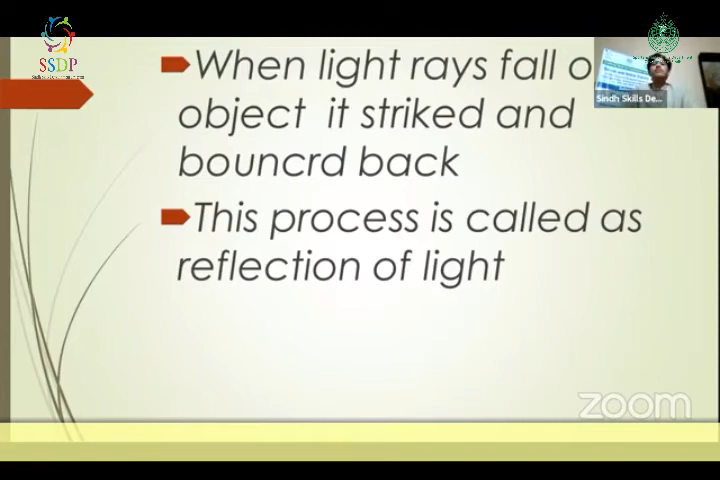 SSDP
When light rays fall o
object it striked and
bouncrd back
This process is called as
reflection of light
Sindh Skills De...
zoom